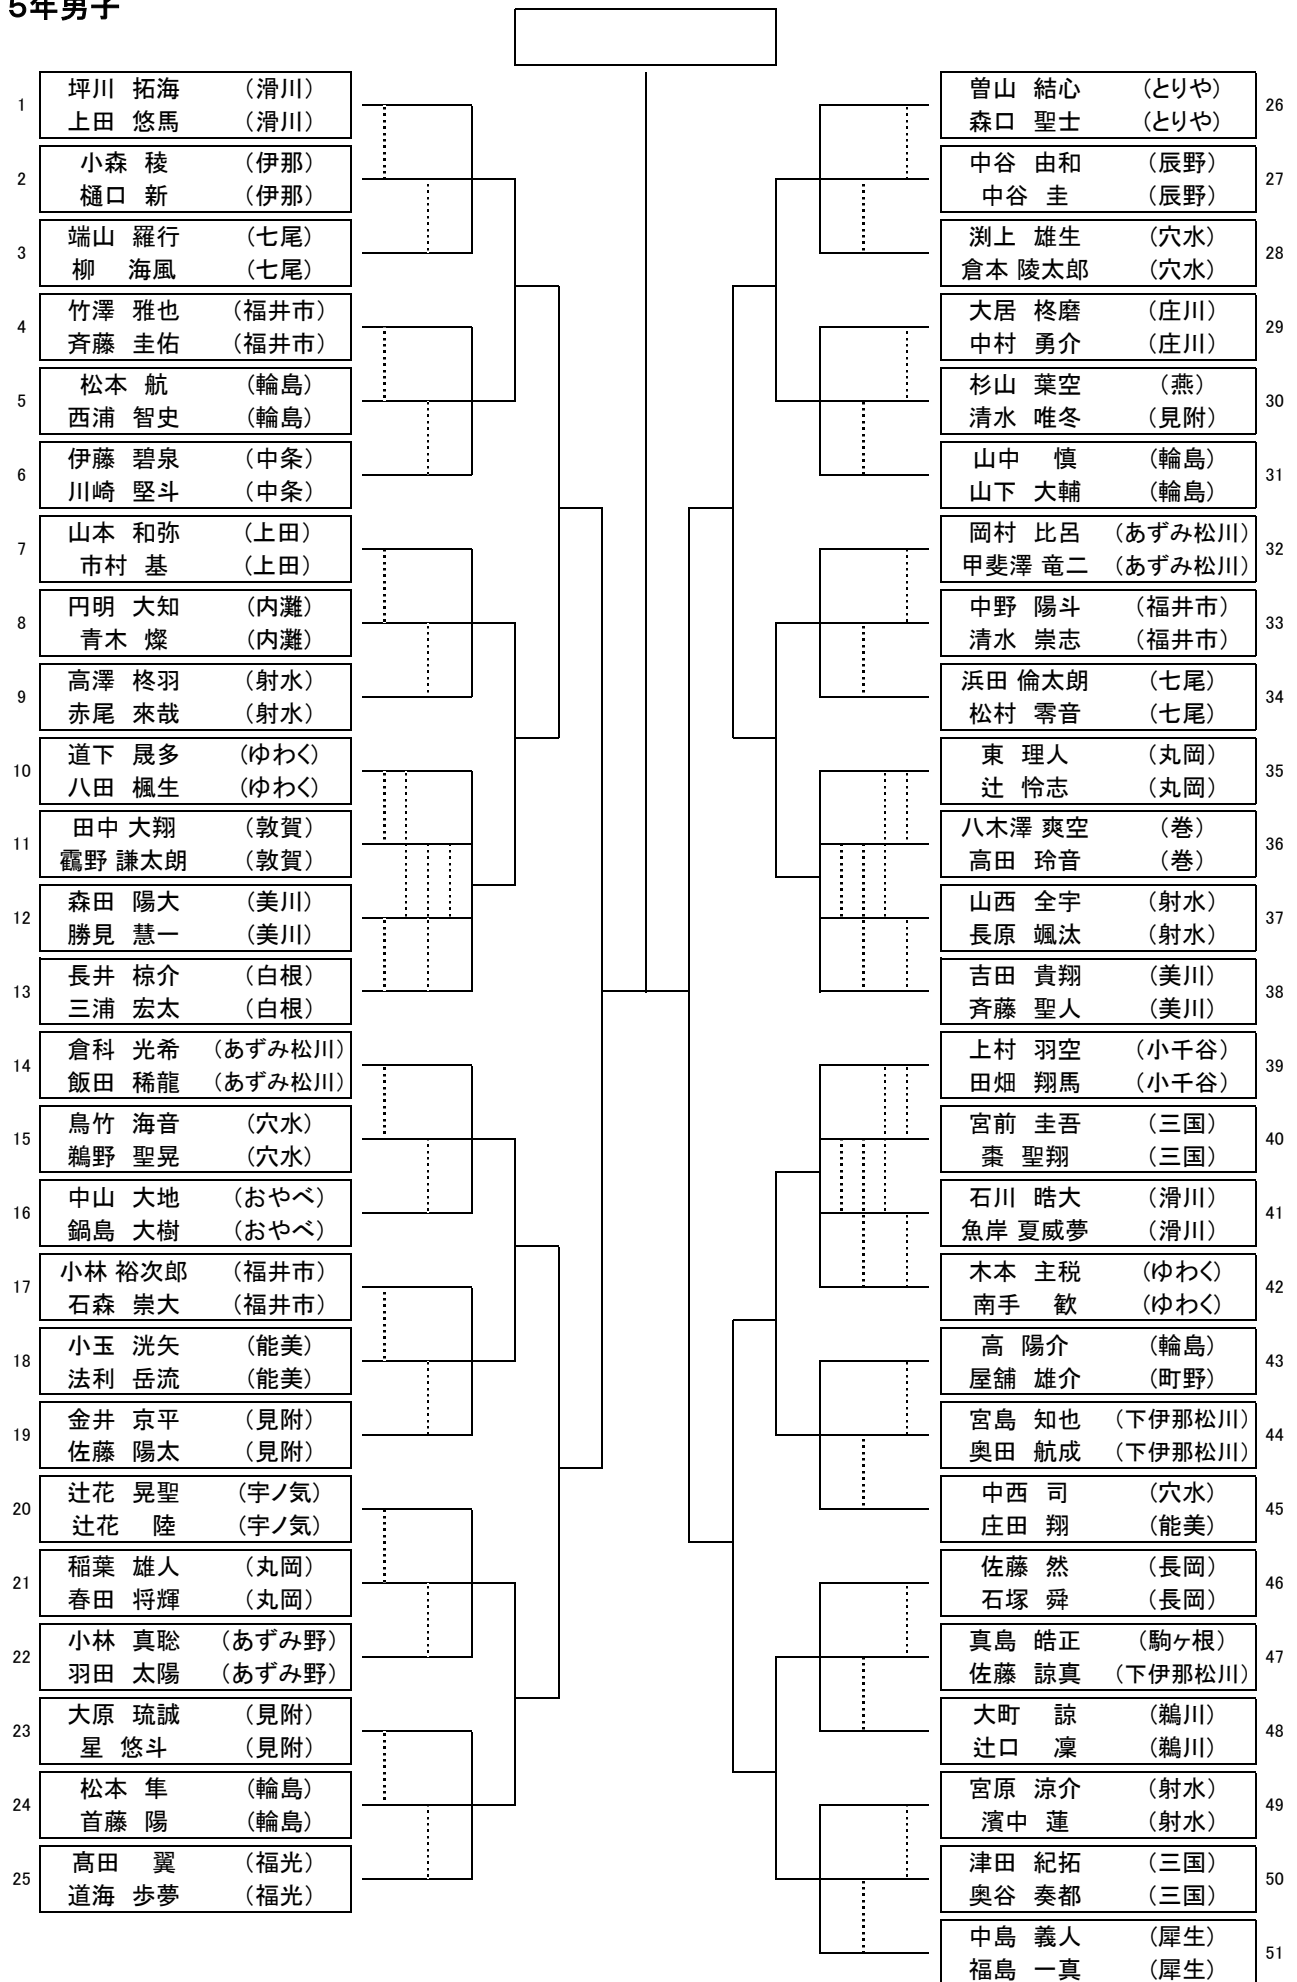 5年男子
1 坪川 拓海 (滑川)
上田 悠馬 (滑川)
2 小森 稜 (伊那)
樋口 新 (伊那)
3 端山 羅行 (七尾)
柳 海風 (七尾)
4 竹澤 雅也 (福井市)
斉藤 圭佑 (福井市)
5 松本 航 (輪島)
西浦 智史 (輪島)
6 伊藤 碧泉 (中条)
川崎 堅斗 (中条)
7 山本 和弥 (上田)
市村 基 (上田)
8 円明 大知 (内灘)
青木 燦 (内灘)
9 高澤 柊羽 (射水)
赤尾 來哉 (射水)
10 道下 晟多 (ゆわく)
八田 楓生 (ゆわく)
11 田中 大翔 (敦賀)
野 謙太朗 (敦賀)
12 森田 陽大 (美川)
勝見 慧一 (美川)
13 長井 椋介 (白根)
三浦 宏太 (白根)
14 倉科 光希 (あずみ松川)
飯田 稀龍 (あずみ松川)
15 鳥竹 海音 (穴水)
鵜野 聖晃 (穴水)
16 中山 大地 (おやべ)
鍋島 大樹 (おやべ)
17 小林 裕次郎 (福井市)
石森 崇大 (福井市)
18 小玉 洸矢 (能美)
法利 岳流 (能美)
19 金井 京平 (見附)
佐藤 陽太 (見附)
20 辻花 晃聖 (宇ノ気)
辻花 陸 (宇ノ気)
21 稲葉 雄人 (丸岡)
春田 将輝 (丸岡)
22 小林 真聡 (あずみ野)
羽田 太陽 (あずみ野)
23 大原 琉誠 (見附)
星 悠斗 (見附)
24 松本 隼 (輪島)
首藤 陽 (輪島)
25 髙田 翼 (福光)
道海 歩夢 (福光)
曽山 結心 (とりや) 26
森口 聖士 (とりや)
中谷 由和 (辰野) 27
中谷 圭 (辰野)
渕上 雄生 (穴水) 28
倉本 陵太郎 (穴水)
大居 柊磨 (庄川) 29
中村 勇介 (庄川)
杉山 葉空 (燕) 30
清水 唯冬 (見附)
山中 慎 (輪島) 31
山下 大輔 (輪島)
岡村 比呂 (あずみ松川) 32
甲斐澤 竜二 (あずみ松川)
中野 陽斗 (福井市) 33
清水 崇志 (福井市)
浜田 倫太朗 (七尾) 34
松村 零音 (七尾)
東 理人 (丸岡) 35
辻 怜志 (丸岡)
八木澤 爽空 (巻) 36
高田 玲音 (巻)
山西 全宇 (射水) 37
長原 颯汰 (射水)
吉田 貴翔 (美川) 38
斉藤 聖人 (美川)
上村 羽空 (小千谷) 39
田畑 翔馬 (小千谷)
宮前 圭吾 (三国) 40
棗 聖翔 (三国)
石川 晧大 (滑川) 41
魚岸 夏威夢 (滑川)
木本 主税 (ゆわく) 42
南手 歓 (ゆわく)
高 陽介 (輪島) 43
屋舗 雄介 (町野)
宮島 知也 (下伊那松川) 44
奥田 航成 (下伊那松川)
中西 司 (穴水) 45
庄田 翔 (能美)
佐藤 然 (長岡) 46
石塚 舜 (長岡)
真島 皓正 (駒ヶ根) 47
佐藤 諒真 (下伊那松川)
大町 諒 (鵜川) 48
辻口 凜 (鵜川)
宮原 涼介 (射水) 49
濱中 蓮 (射水)
津田 紀拓 (三国) 50
奥谷 奏都 (三国)
中島 義人 (犀生) 51
福島 一真 (犀生)